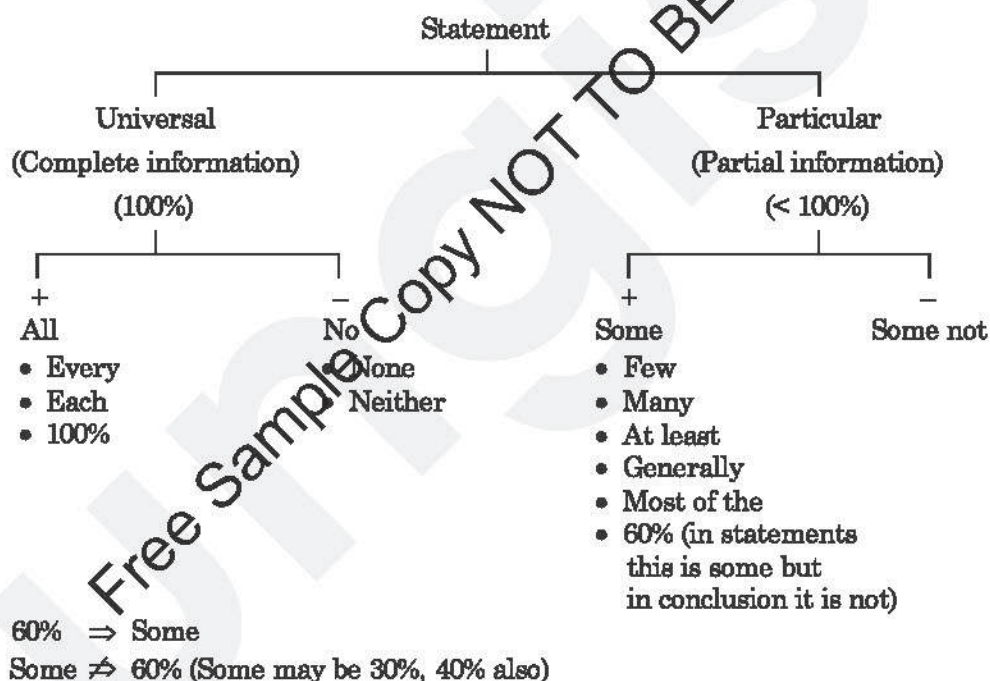 Statement
Universal
(Complete information)
(100%)
+
All
• Every
• Each
• 100%
–
No
• None
• Neither
Particular
(Partial information)
(< 100%)
+
Some
• Few
• Many
• At least
• Generally
• Most of the
• 60% (in statements
this is some but
in conclusion it is not)
–
Some not
60% ⇒ Some
Some ⇏ 60% (Some may be 30%, 40% also)
Free Sample Copy NOT TO BE